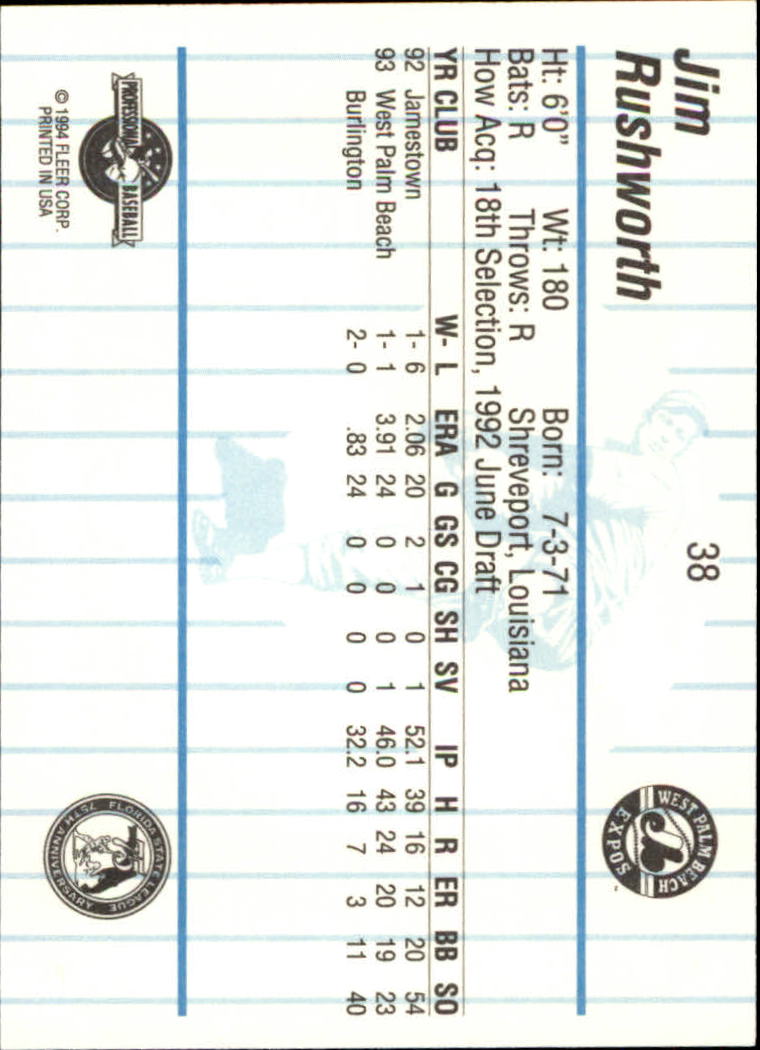 Jim
Rushworth
38
WEST PALM BEACH
EXPOS
™
Ht: 6'0" Wt: 180 Born: 7-3-71
Bats: R Throws: R Shreveport, Louisiana
How Acq: 18th Selection, 1992 June Draft
YR CLUB W- L ERA G GS CG SH SV IP H R ER BB SO
92 Jamestown 1- 6 2.06 20 2 1 0 1 52.1 39 16 12 20 54
93 West Palm Beach 1- 1 3.91 24 0 0 0 1 46.0 43 24 20 19 23
Burlington 2- 0 .83 24 0 0 0 0 32.2 16 7 3 11 40
PROFESSIONAL BASEBALL
© 1994 FLEER CORP.
PRINTED IN USA
FLORIDA STATE LEAGUE
75TH ANNIVERSARY